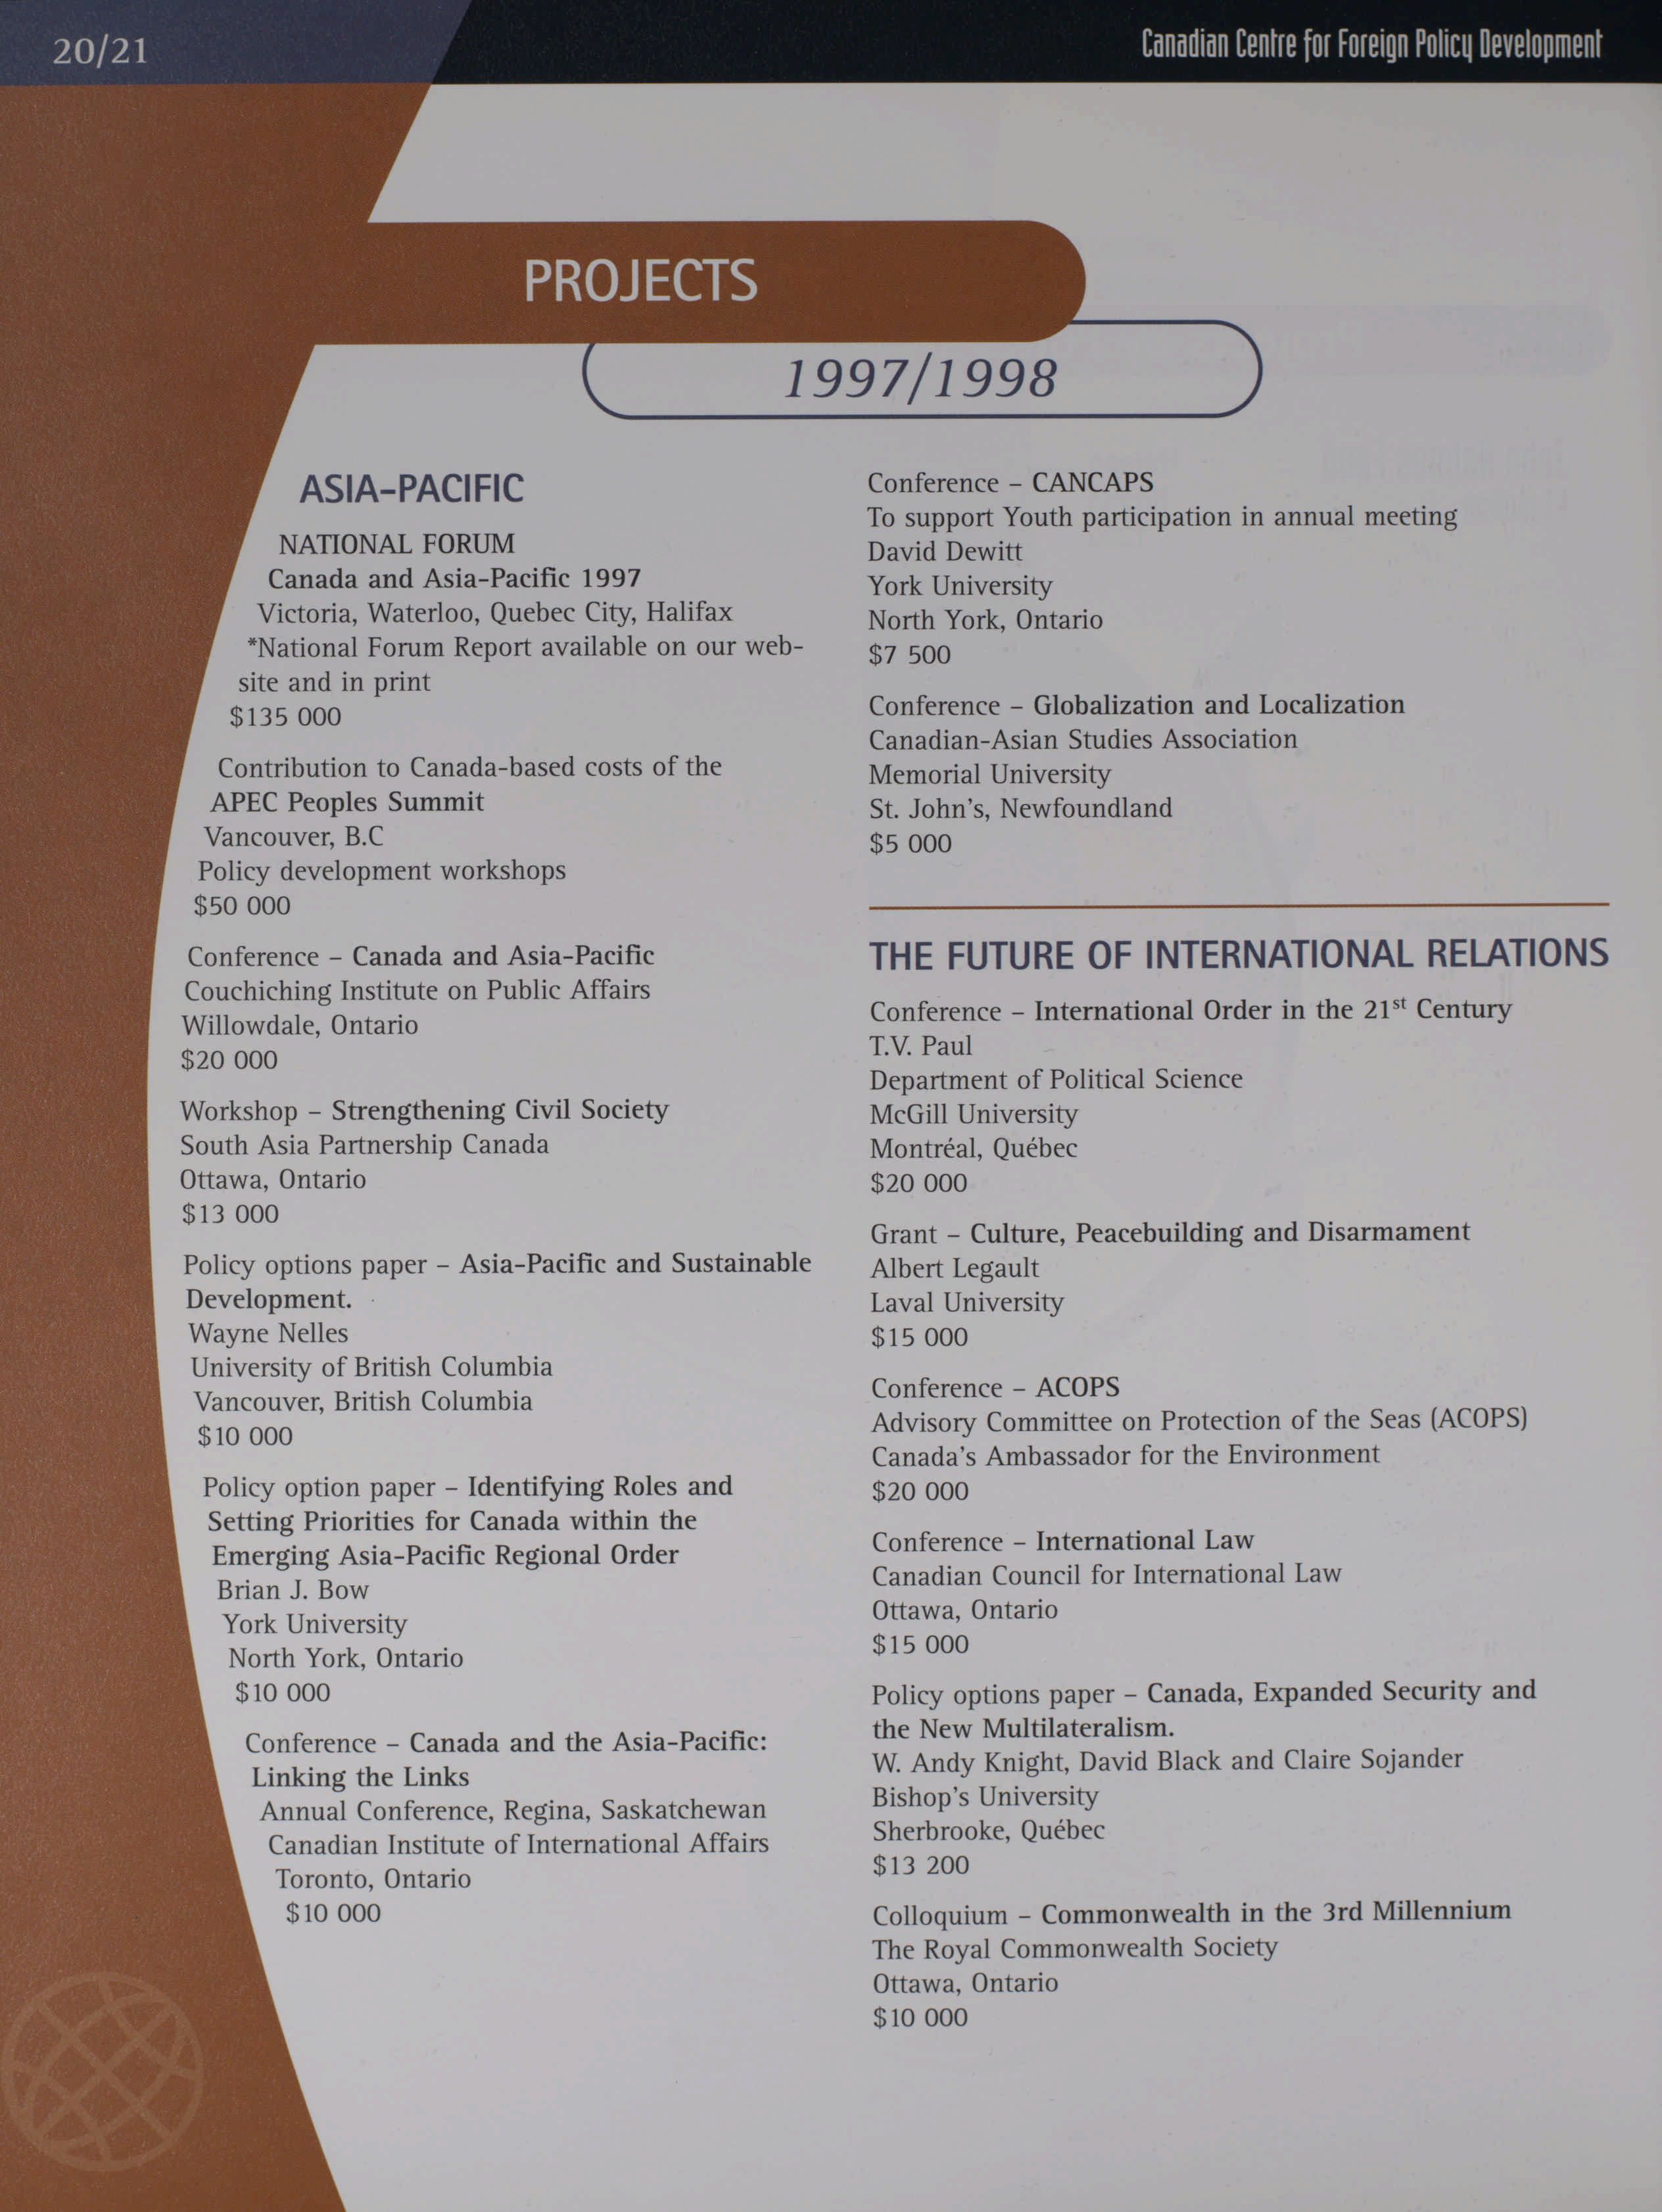 20/21
Canadian Centre for Foreign Policy Development
PROJECTS
1997/1998
ASIA-PACIFIC
NATIONAL FORUM
Canada and Asia-Pacific 1997
Victoria, Waterloo, Quebec City, Halifax
*National Forum Report available on our web-
site and in print
$135 000
Contribution to Canada-based costs of the
APEC Peoples Summit
Vancouver, B.C
Policy development workshops
$50 000
Conference – Canada and Asia-Pacific
Couchiching Institute on Public Affairs
Willowdale, Ontario
$20 000
Workshop – Strengthening Civil Society
South Asia Partnership Canada
Ottawa, Ontario
$13 000
Policy options paper – Asia-Pacific and Sustainable
Development.
Wayne Nelles
University of British Columbia
Vancouver, British Columbia
$10 000
Policy option paper – Identifying Roles and
Setting Priorities for Canada within the
Emerging Asia-Pacific Regional Order
Brian J. Bow
York University
North York, Ontario
$10 000
Conference – Canada and the Asia-Pacific:
Linking the Links
Annual Conference, Regina, Saskatchewan
Canadian Institute of International Affairs
Toronto, Ontario
$10 000
Conference – CANCAPS
To support Youth participation in annual meeting
David Dewitt
York University
North York, Ontario
$7 500
Conference – Globalization and Localization
Canadian-Asian Studies Association
Memorial University
St. John's, Newfoundland
$5 000
THE FUTURE OF INTERNATIONAL RELATIONS
Conference – International Order in the 21st Century
T.V. Paul
Department of Political Science
McGill University
Montréal, Québec
$20 000
Grant – Culture, Peacebuilding and Disarmament
Albert Legault
Laval University
$15 000
Conference – ACOPS
Advisory Committee on Protection of the Seas (ACOPS)
Canada's Ambassador for the Environment
$20 000
Conference – International Law
Canadian Council for International Law
Ottawa, Ontario
$15 000
Policy options paper – Canada, Expanded Security and
the New Multilateralism.
W. Andy Knight, David Black and Claire Sojander
Bishop's University
Sherbrooke, Québec
$13 200
Colloquium – Commonwealth in the 3rd Millennium
The Royal Commonwealth Society
Ottawa, Ontario
$10 000